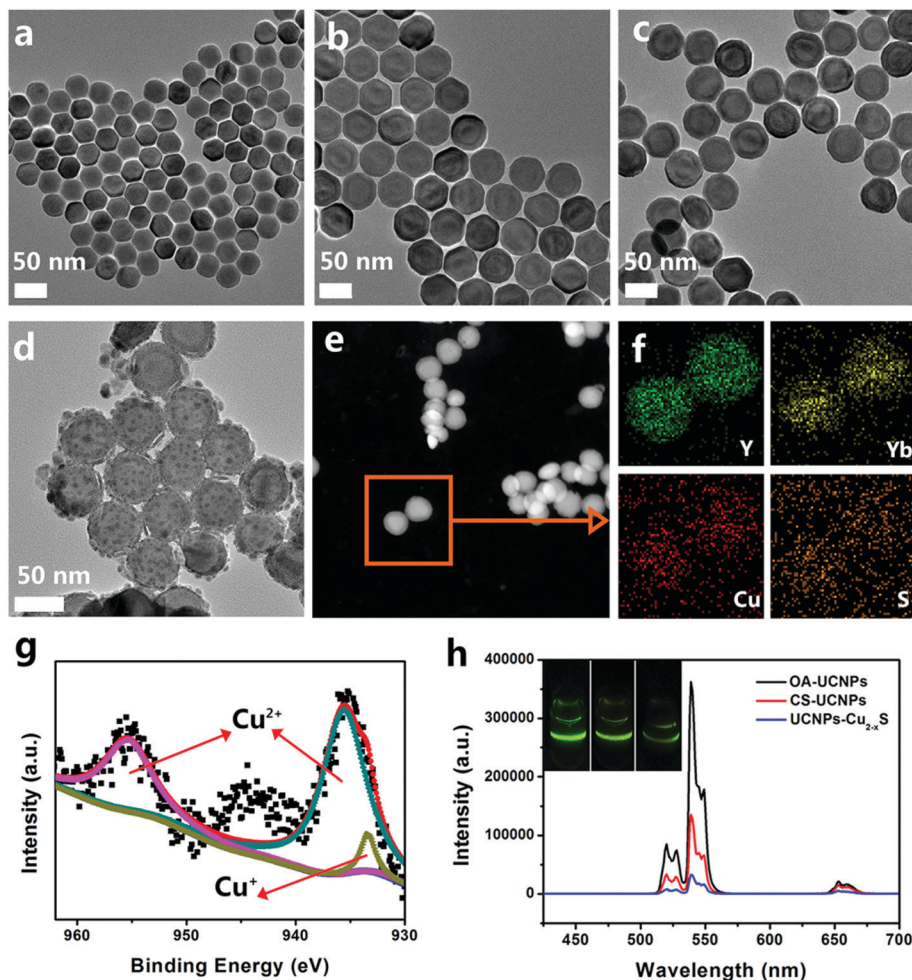 a
50 nm
b
50 nm
c
50 nm
d
50 nm
e
f
Y
Yb
Cu
S
g
Cu²⁺
Cu⁺
Intensity (a.u.)
960
950
940
930
Binding Energy (eV)
h
400000
300000
200000
100000
0
OA-UCNPs
CS-UCNPs
UCNPs-Cu₂₋ₓS
Intensity (a.u.)
450
500
550
600
650
700
Wavelength (nm)